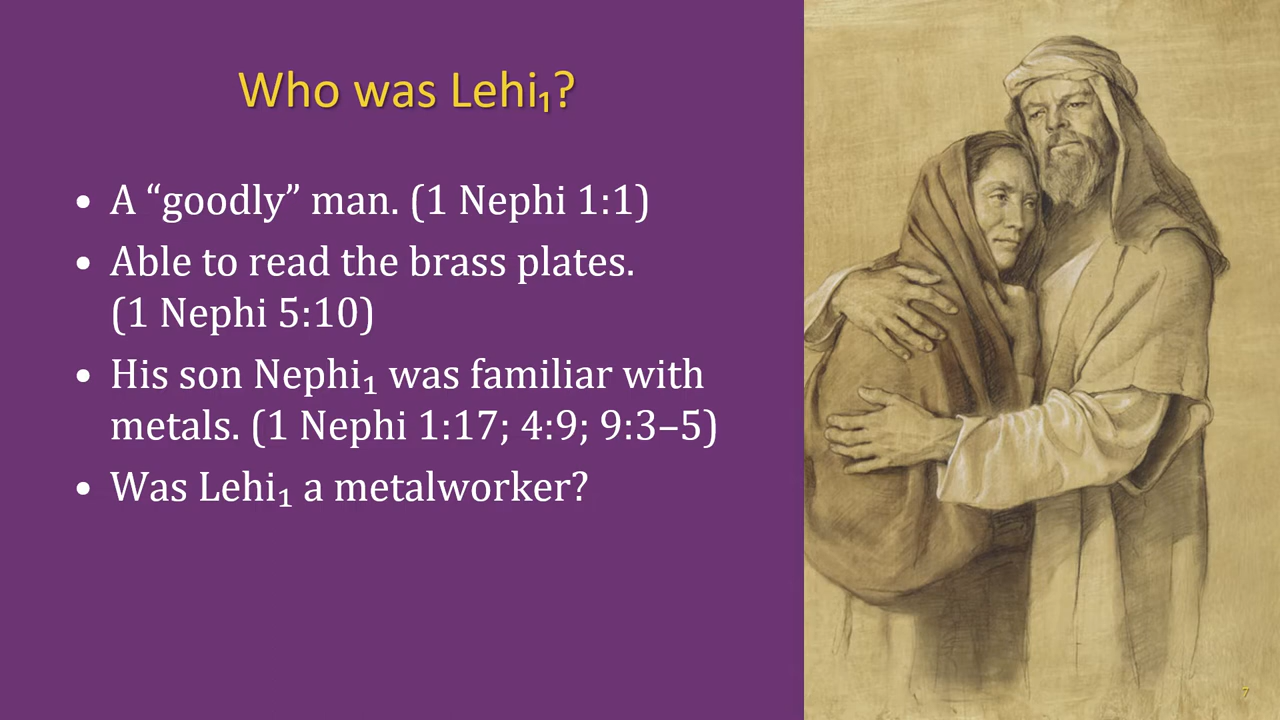 Who was Lehi₁?
• A “goodly” man. (1 Nephi 1:1)
• Able to read the brass plates.
(1 Nephi 5:10)
• His son Nephi₁ was familiar with
metals. (1 Nephi 1:17; 4:9; 9:3–5)
• Was Lehi₁ a metalworker?
7